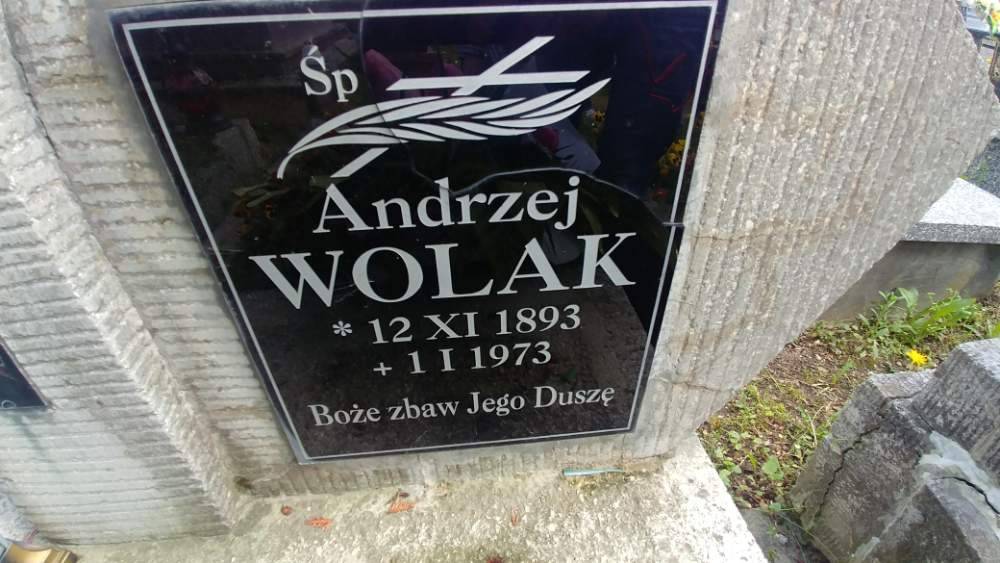 Śp
Andrzej
WOLAK
* 12 XI 1893
+ 1 I 1973
Boże zbaw Jego Duszę